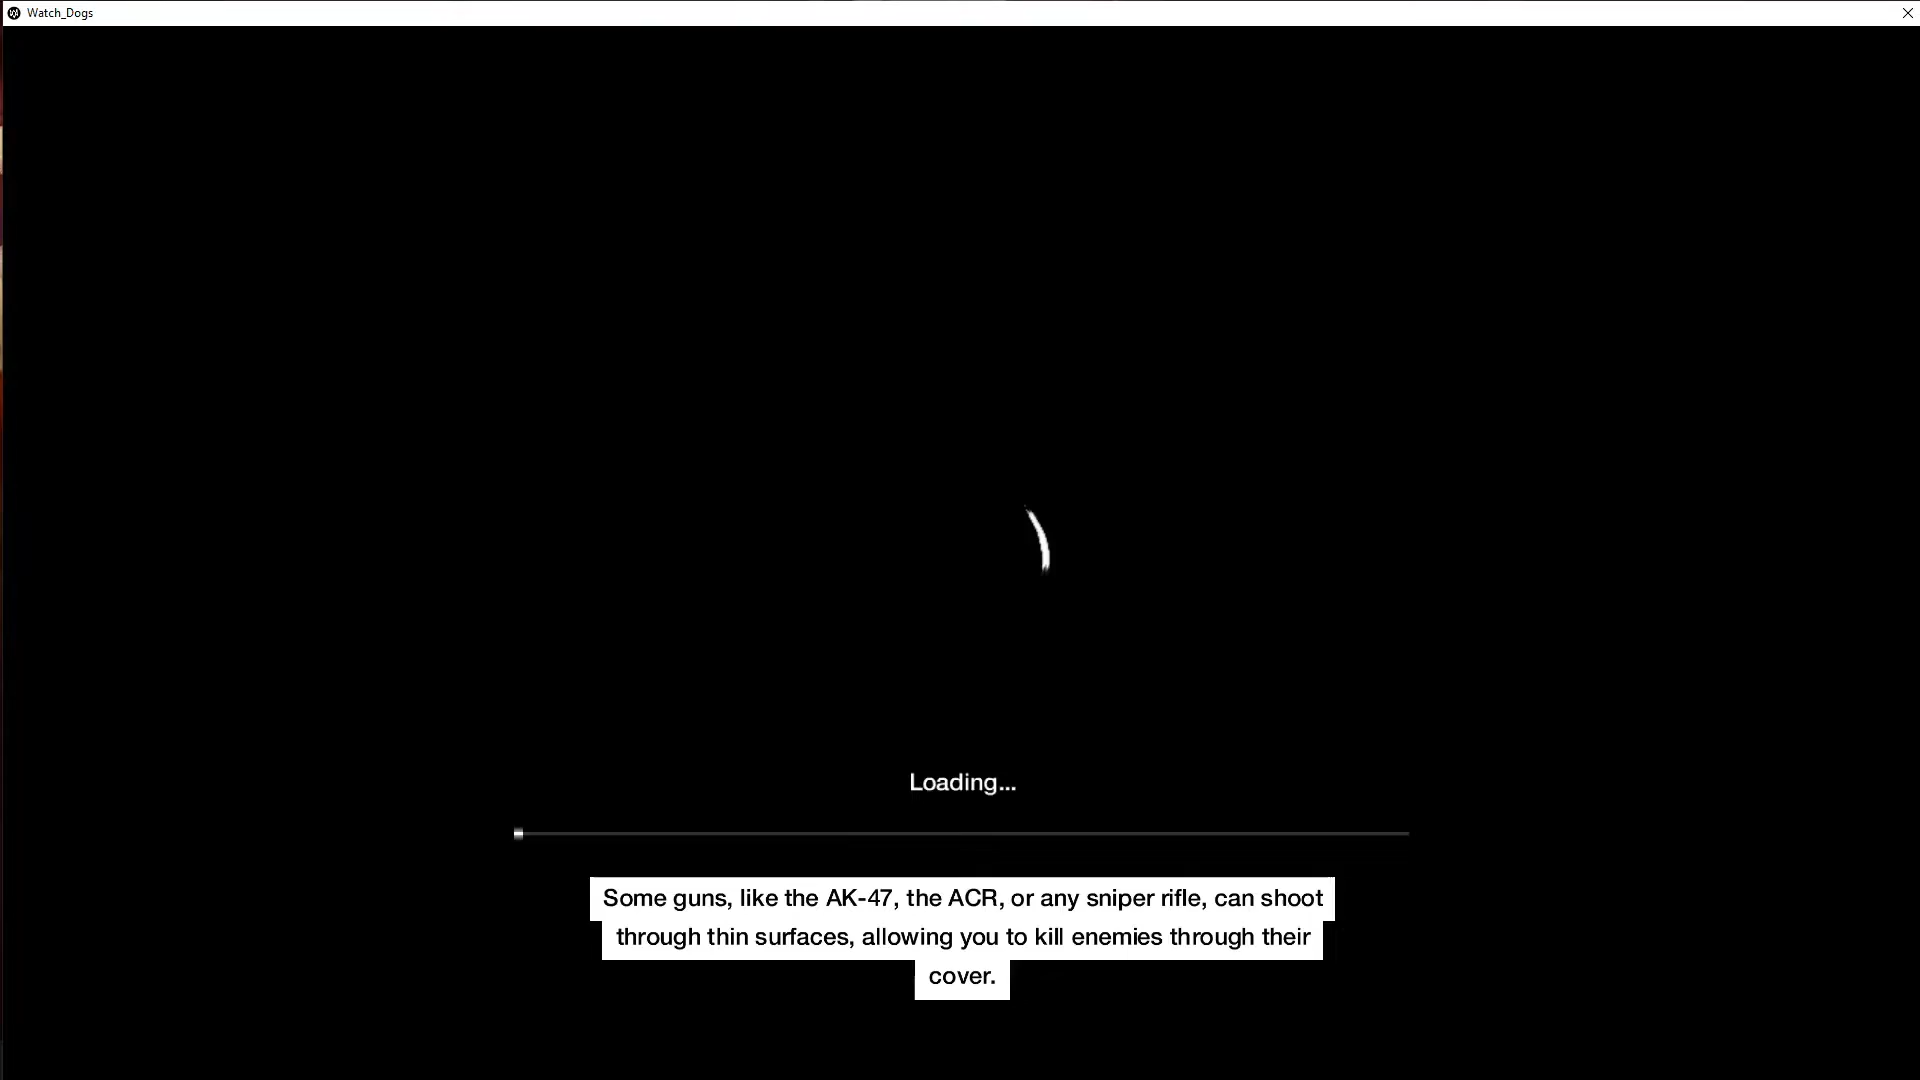 Watch_Dogs
Loading...
Some guns, like the AK-47, the ACR, or any sniper rifle, can shoot
through thin surfaces, allowing you to kill enemies through their
cover.